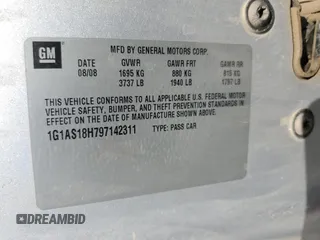 GM
MFD BY GENERAL MOTORS CORP.
DATE GVWR GAWR FRT GAWR RR
08/08 1695 KG 880 KG 815 KG
3737 LB 1940 LB 1797 LB
THIS VEHICLE CONFORMS TO ALL APPLICABLE U.S. FEDERAL MOTOR
VEHICLE SAFETY, BUMPER, AND THEFT PREVENTION STANDARDS IN
EFFECT ON THE DATE OF MANUFACTURE SHOWN ABOVE.
1G1AS18H797142311 TYPE: PASS CAR
DREAMBID